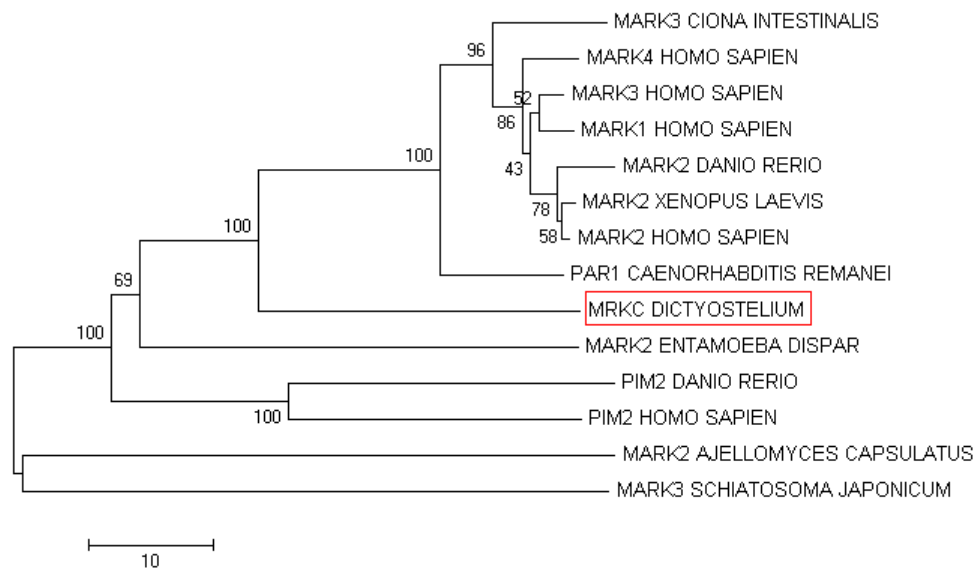 MARK3 CIONA INTESTINALIS
96
MARK4 HOMO SAPIEN
52
MARK3 HOMO SAPIEN
86
MARK1 HOMO SAPIEN
100
43
MARK2 DANIO RERIO
78
MARK2 XENOPUS LAEVIS
100
58
MARK2 HOMO SAPIEN
69
PAR1 CAENORHABDITIS REMANEI
MRKC DICTYOSTELIUM
100
MARK2 ENTAMOEBA DISPAR
PIM2 DANIO RERIO
100
PIM2 HOMO SAPIEN
MARK2 AJELLOMYCES CAPSULATUS
MARK3 SCHIATOSOMA JAPONICUM
10